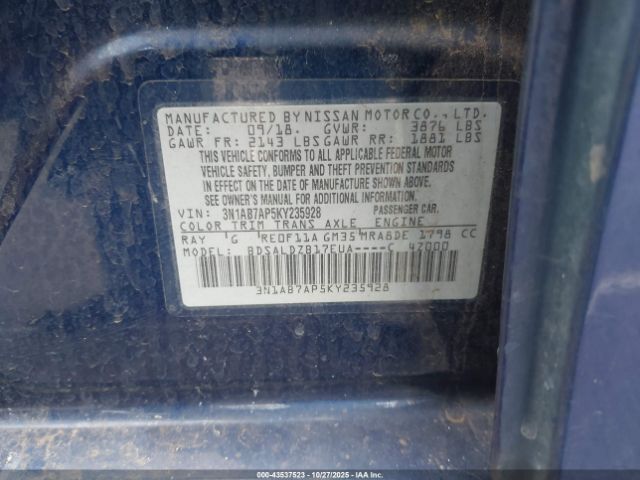 MANUFACTURED BY NISSAN MOTOR CO., LTD.
DATE: 09/18. GVWR: 3876 LBS
GAWR FR: 2143 LBS GAWR RR: 1881 LBS
THIS VEHICLE CONFORMS TO ALL APPLICABLE FEDERAL MOTOR
VEHICLE SAFETY, BUMPER AND THEFT PREVENTION STANDARDS
IN EFFECT ON THE DATE OF MANUFACTURE SHOWN ABOVE.
SEE OWNER'S MANUAL FOR ADDITIONAL INFORMATION.
VIN: 3N1AB7AP5KY235928 PASSENGER CAR.
COLOR TRIM TRANS AXLE ENGINE
RAY G RE0F11A GM35 MRA8DE 1798 CC
MODEL: BDSALDZB17EUA----C 42000
3N1AB7AP5KY235928
000-43537523 | 10/27/2025 | IAAI.COM